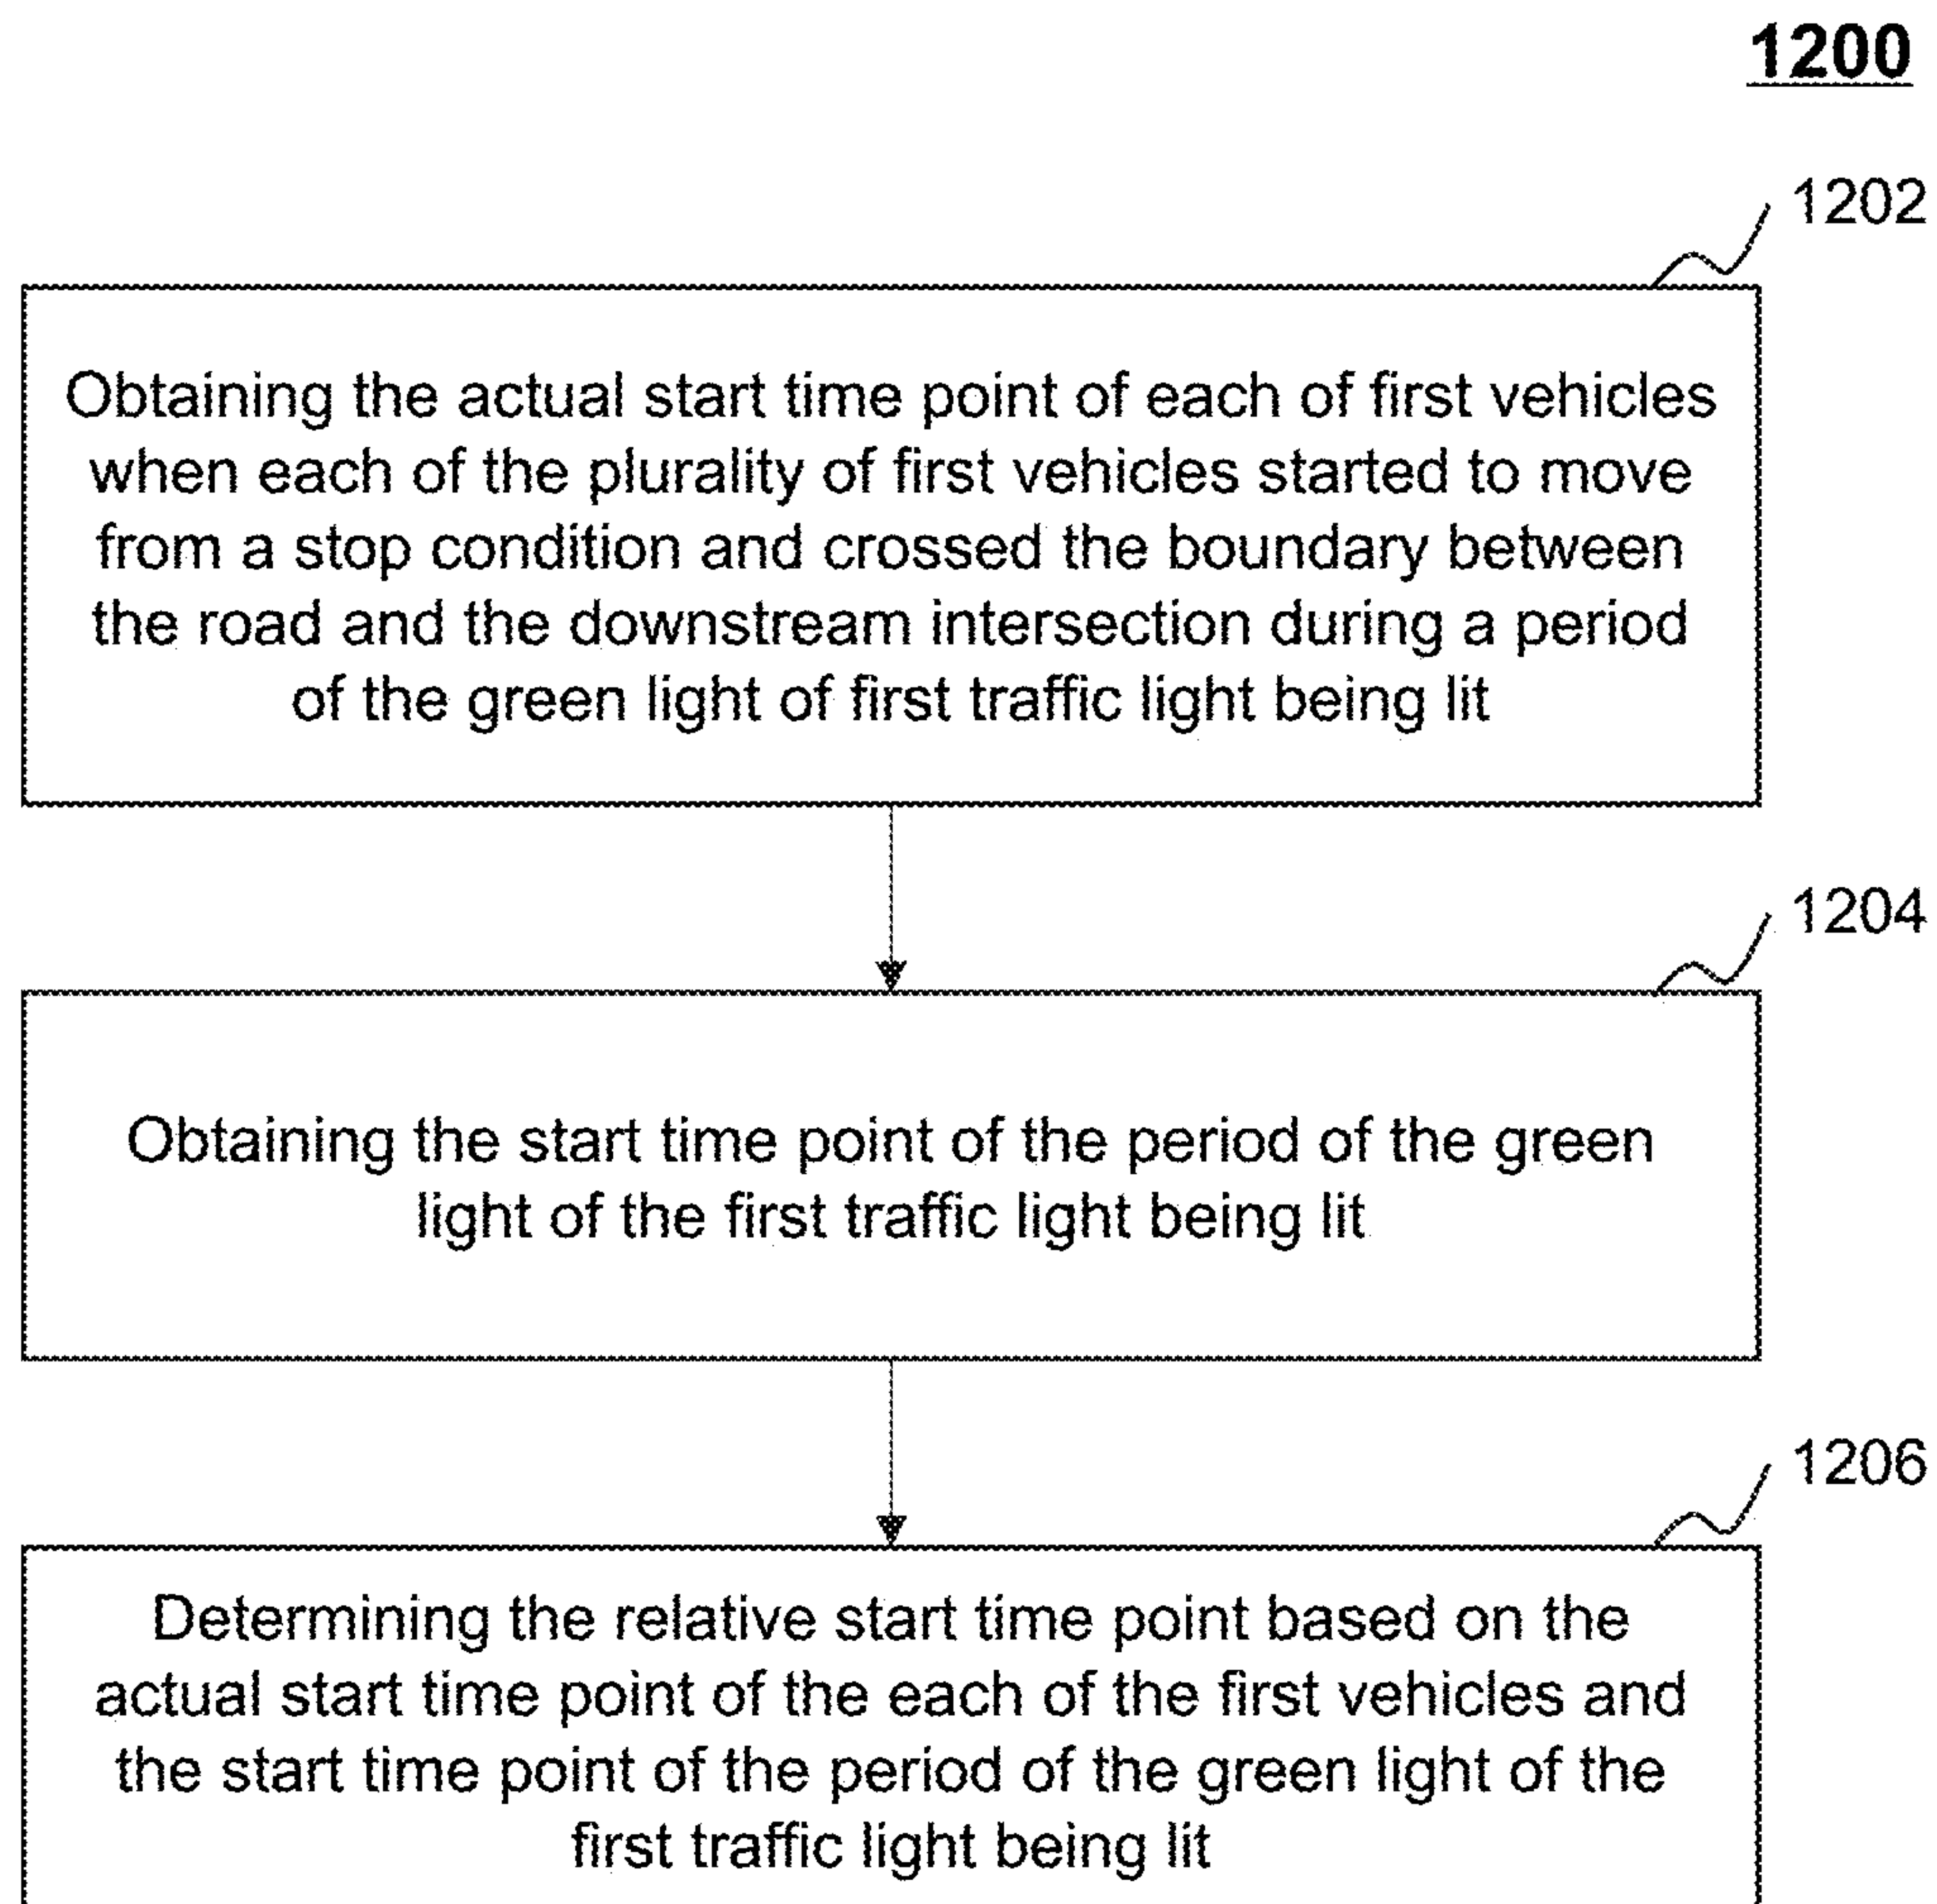 1200
1202
Obtaining the actual start time point of each of first vehicles
when each of the plurality of first vehicles started to move
from a stop condition and crossed the boundary between
the road and the downstream intersection during a period
of the green light of first traffic light being lit
1204
Obtaining the start time point of the period of the green
light of the first traffic light being lit
1206
Determining the relative start time point based on the
actual start time point of the each of the first vehicles and
the start time point of the period of the green light of the
first traffic light being lit